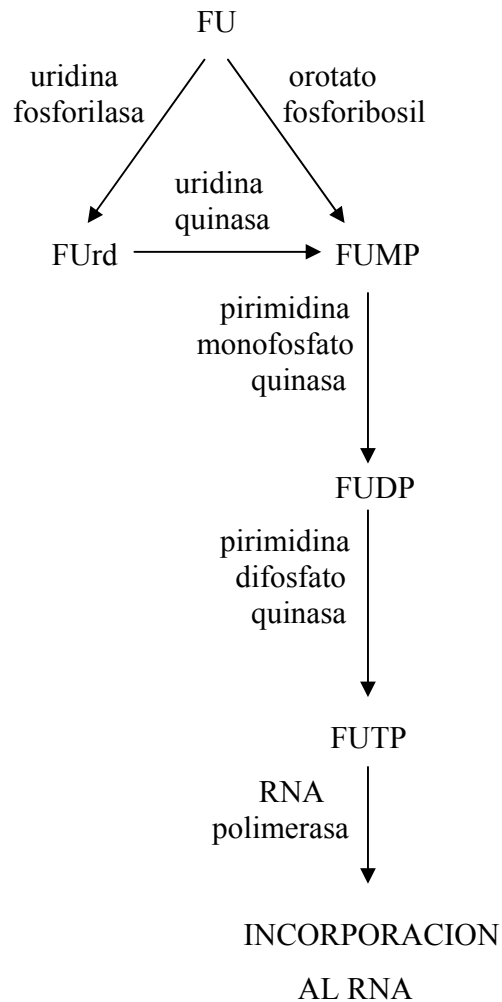 FU
uridina
fosforilasa
orotato
fosforibosil
uridina
quinasa
FUrd
FUMP
pirimidina
monofosfato
quinasa
FUDP
pirimidina
difosfato
quinasa
FUTP
RNA
polimerasa
INCORPORACION
AL RNA